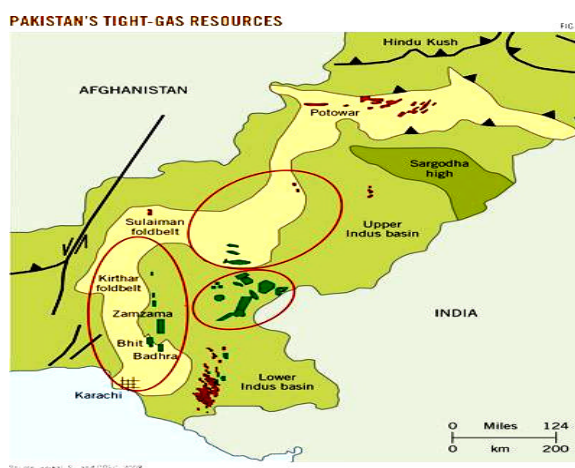 PAKISTAN'S TIGHT-GAS RESOURCES
FIG.
Hindu Kush
AFGHANISTAN
Potowar
Sargodha
high
Sulaiman
foldbelt
Upper
Indus basin
Kirthar
foldbelt
Zamzama
INDIA
Bhit
Badhra
Lower
Indus basin
Karachi
0 Miles 124
0 km 200